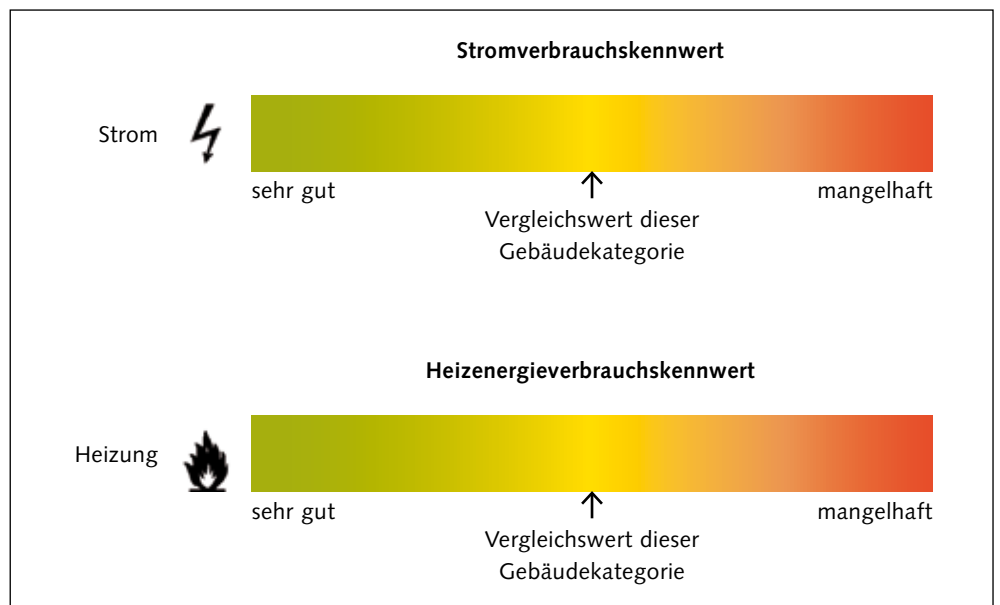 Stromverbrauchskennwert
Strom
sehr gut
mangelhaft
Vergleichswert dieser
Gebäudekategorie
Heizenergieverbrauchskennwert
Heizung
sehr gut
mangelhaft
Vergleichswert dieser
Gebäudekategorie